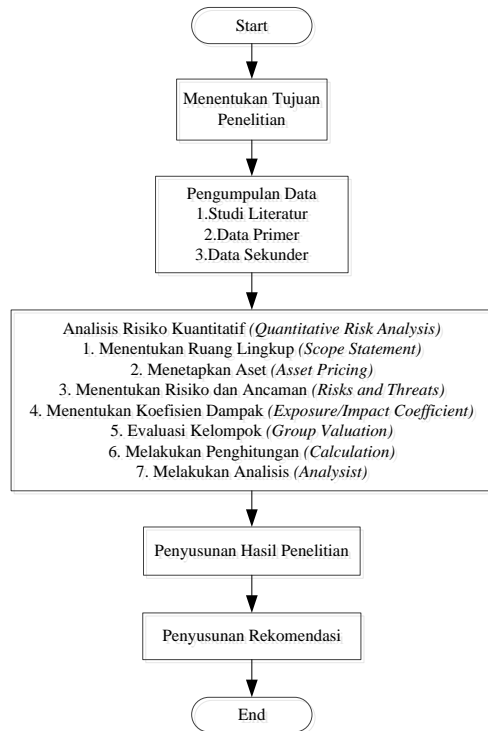 Start
Menentukan Tujuan
Penelitian
Pengumpulan Data
1.Studi Literatur
2.Data Primer
3.Data Sekunder
Analisis Risiko Kuantitatif (Quantitative Risk Analysis)
1. Menentukan Ruang Lingkup (Scope Statement)
2. Menetapkan Aset (Asset Pricing)
3. Menentukan Risiko dan Ancaman (Risks and Threats)
4. Menentukan Koefisien Dampak (Exposure/Impact Coefficient)
5. Evaluasi Kelompok (Group Valuation)
6. Melakukan Penghitungan (Calculation)
7. Melakukan Analisis (Analysist)
Penyusunan Hasil Penelitian
Penyusunan Rekomendasi
End